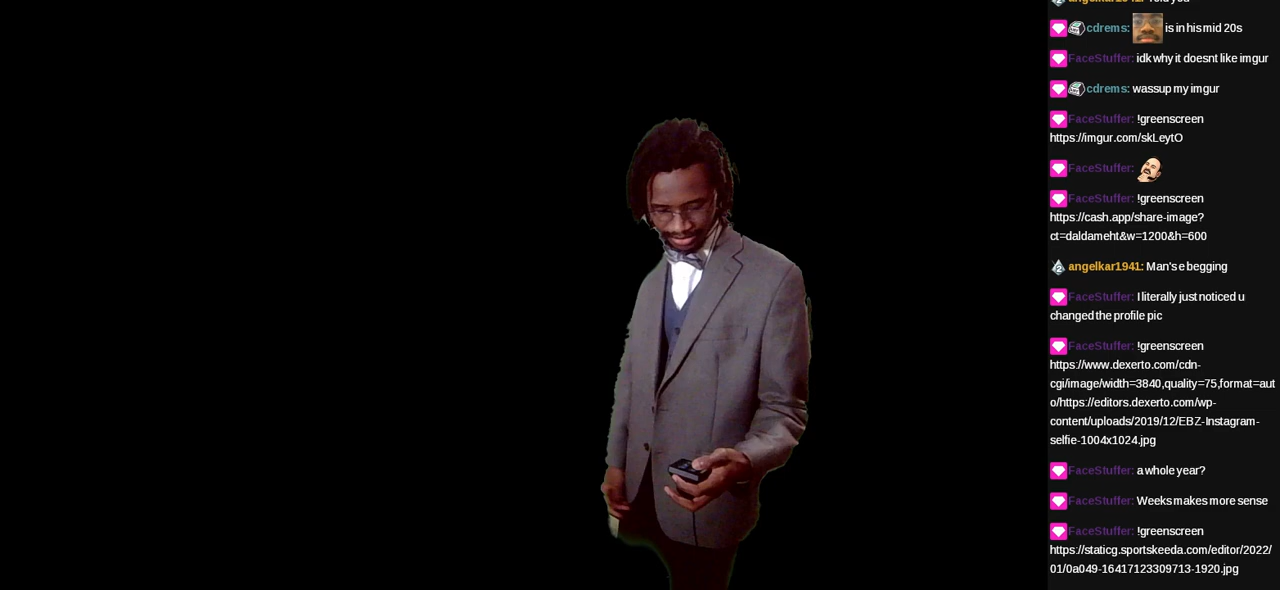 angelkar1941: Told you
cdrems: is in his mid 20s
FaceStuffer: idk why it doesnt like imgur
cdrems: wassup my imgur
FaceStuffer: !greenscreen
https://imgur.com/skLeytO
FaceStuffer:
FaceStuffer: !greenscreen
https://cash.app/share-image?
ct=daldameht&w=1200&h=600
angelkar1941: Man's e begging
FaceStuffer: I literally just noticed u
changed the profile pic
FaceStuffer: !greenscreen
https://www.dexerto.com/cdn-
cgi/image/width=3840,quality=75,format=aut
o/https://editors.dexerto.com/wp-
content/uploads/2019/12/EBZ-Instagram-
selfie-1004x1024.jpg
FaceStuffer: a whole year?
FaceStuffer: Weeks makes more sense
FaceStuffer: !greenscreen
https://staticg.sportskeeda.com/editor/2022/
01/0a049-16417123309713-1920.jpg